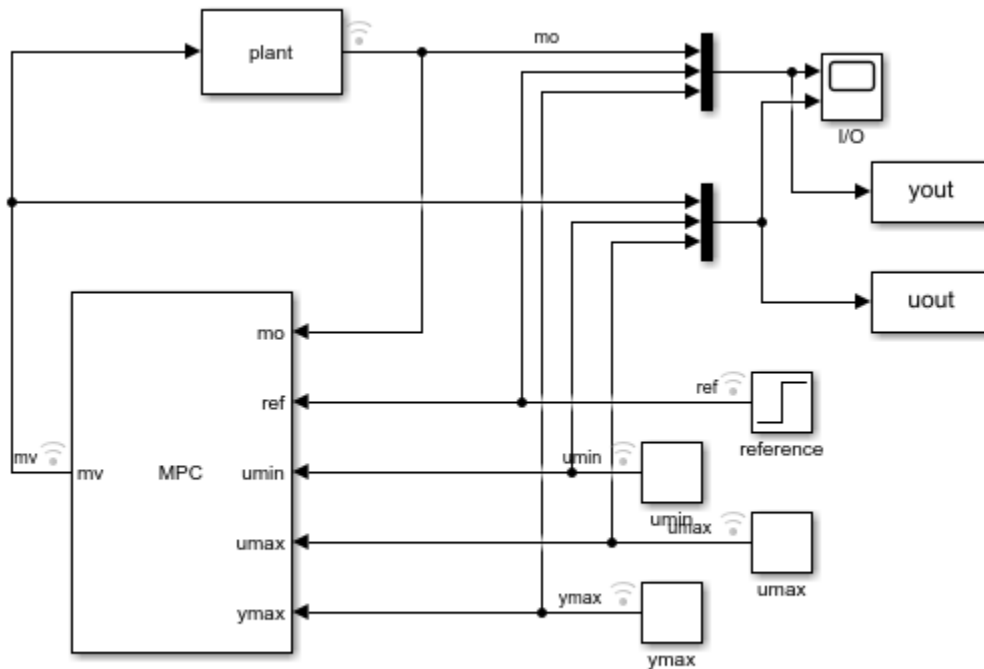 plant
mo
I/O
yout
uout
mo
ref
ref
reference
mv
mv
MPC
umin
umin
umin
umax
umax
umax
ymax
ymax
ymax